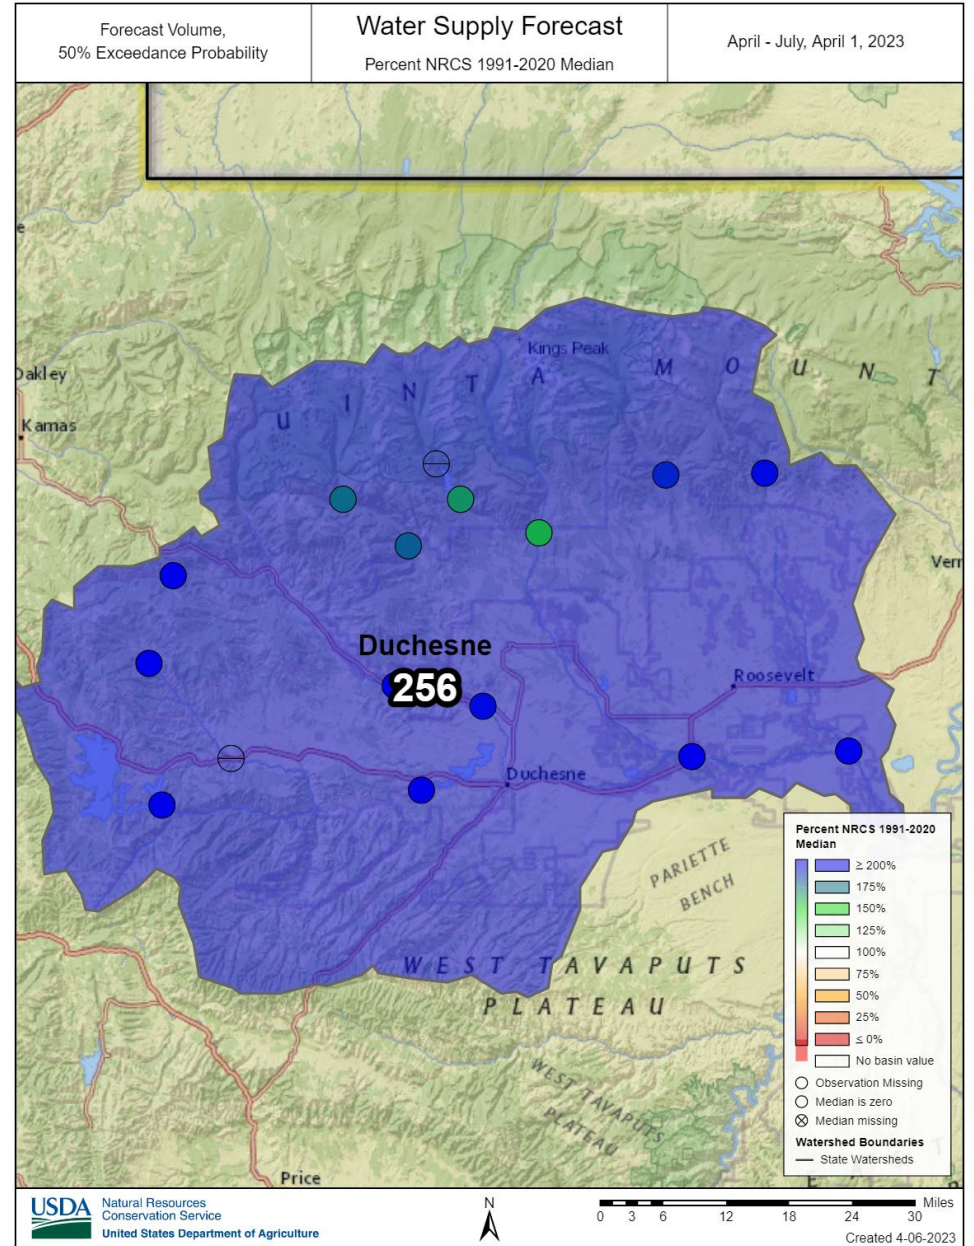 Forecast Volume,
50% Exceedance Probability
Water Supply Forecast
Percent NRCS 1991-2020 Median
April - July, April 1, 2023
Kings Peak
U I N T A M O U N T
Oakley
Kamas
Vern
Duchesne
256
Roosevelt
Duchesne
PARIETTE
BENCH
WEST TAVAPUTS
PLATEAU
WEST TAVAPUTS
PLATEAU
Price
Percent NRCS 1991-2020
Median
≥ 200%
175%
150%
125%
100%
75%
50%
25%
≤ 0%
No basin value
Observation Missing
Median is zero
Median missing
Watershed Boundaries
State Watersheds
USDA
Natural Resources
Conservation Service
United States Department of Agriculture
N
Miles
0 3 6 12 18 24 30
Created 4-06-2023